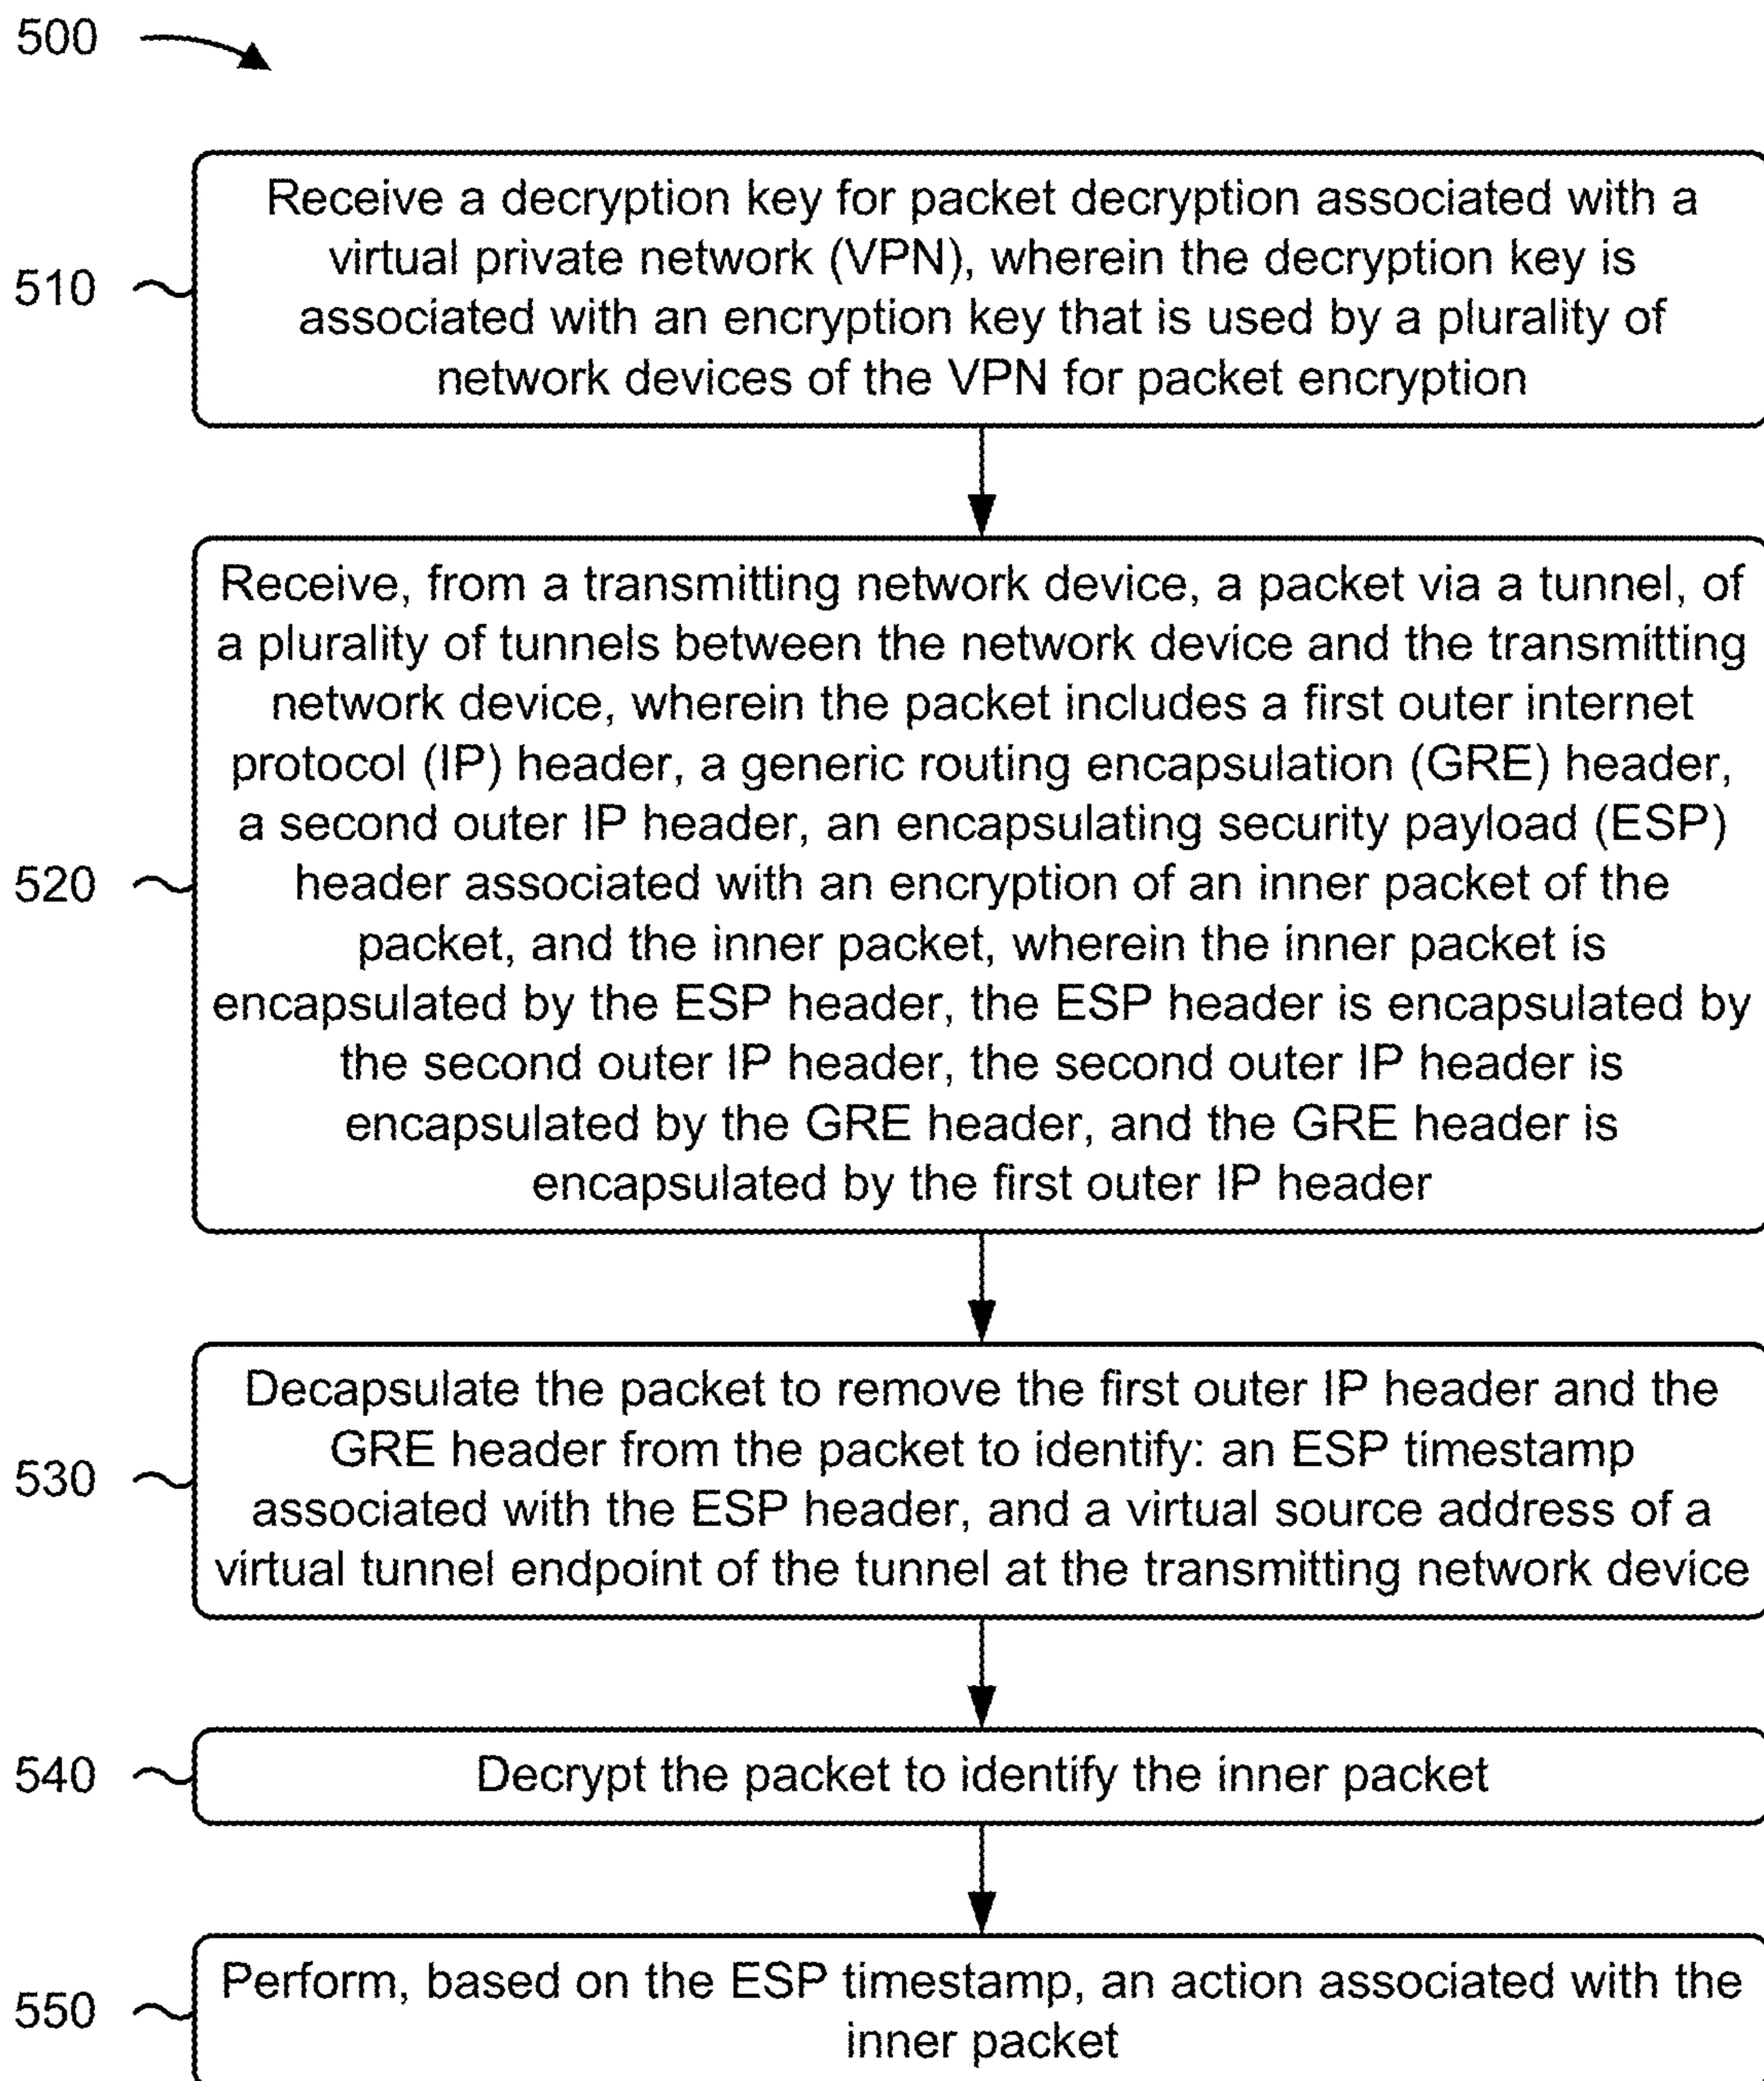 500
Receive a decryption key for packet decryption associated with a
virtual private network (VPN), wherein the decryption key is
510
associated with an encryption key that is used by a plurality of
network devices of the VPN for packet encryption
Receive, from a transmitting network device, a packet via a tunnel, of
a plurality of tunnels between the network device and the transmitting
network device, wherein the packet includes a first outer internet
protocol (IP) header, a generic routing encapsulation (GRE) header,
a second outer IP header, an encapsulating security payload (ESP)
520
header associated with an encryption of an inner packet of the
packet, and the inner packet, wherein the inner packet is
encapsulated by the ESP header, the ESP header is encapsulated by
the second outer IP header, the second outer IP header is
encapsulated by the GRE header, and the GRE header is
encapsulated by the first outer IP header
Decapsulate the packet to remove the first outer IP header and the
GRE header from the packet to identify: an ESP timestamp
530
associated with the ESP header, and a virtual source address of a
virtual tunnel endpoint of the tunnel at the transmitting network device
540
Decrypt the packet to identify the inner packet
550
Perform, based on the ESP timestamp, an action associated with the
inner packet